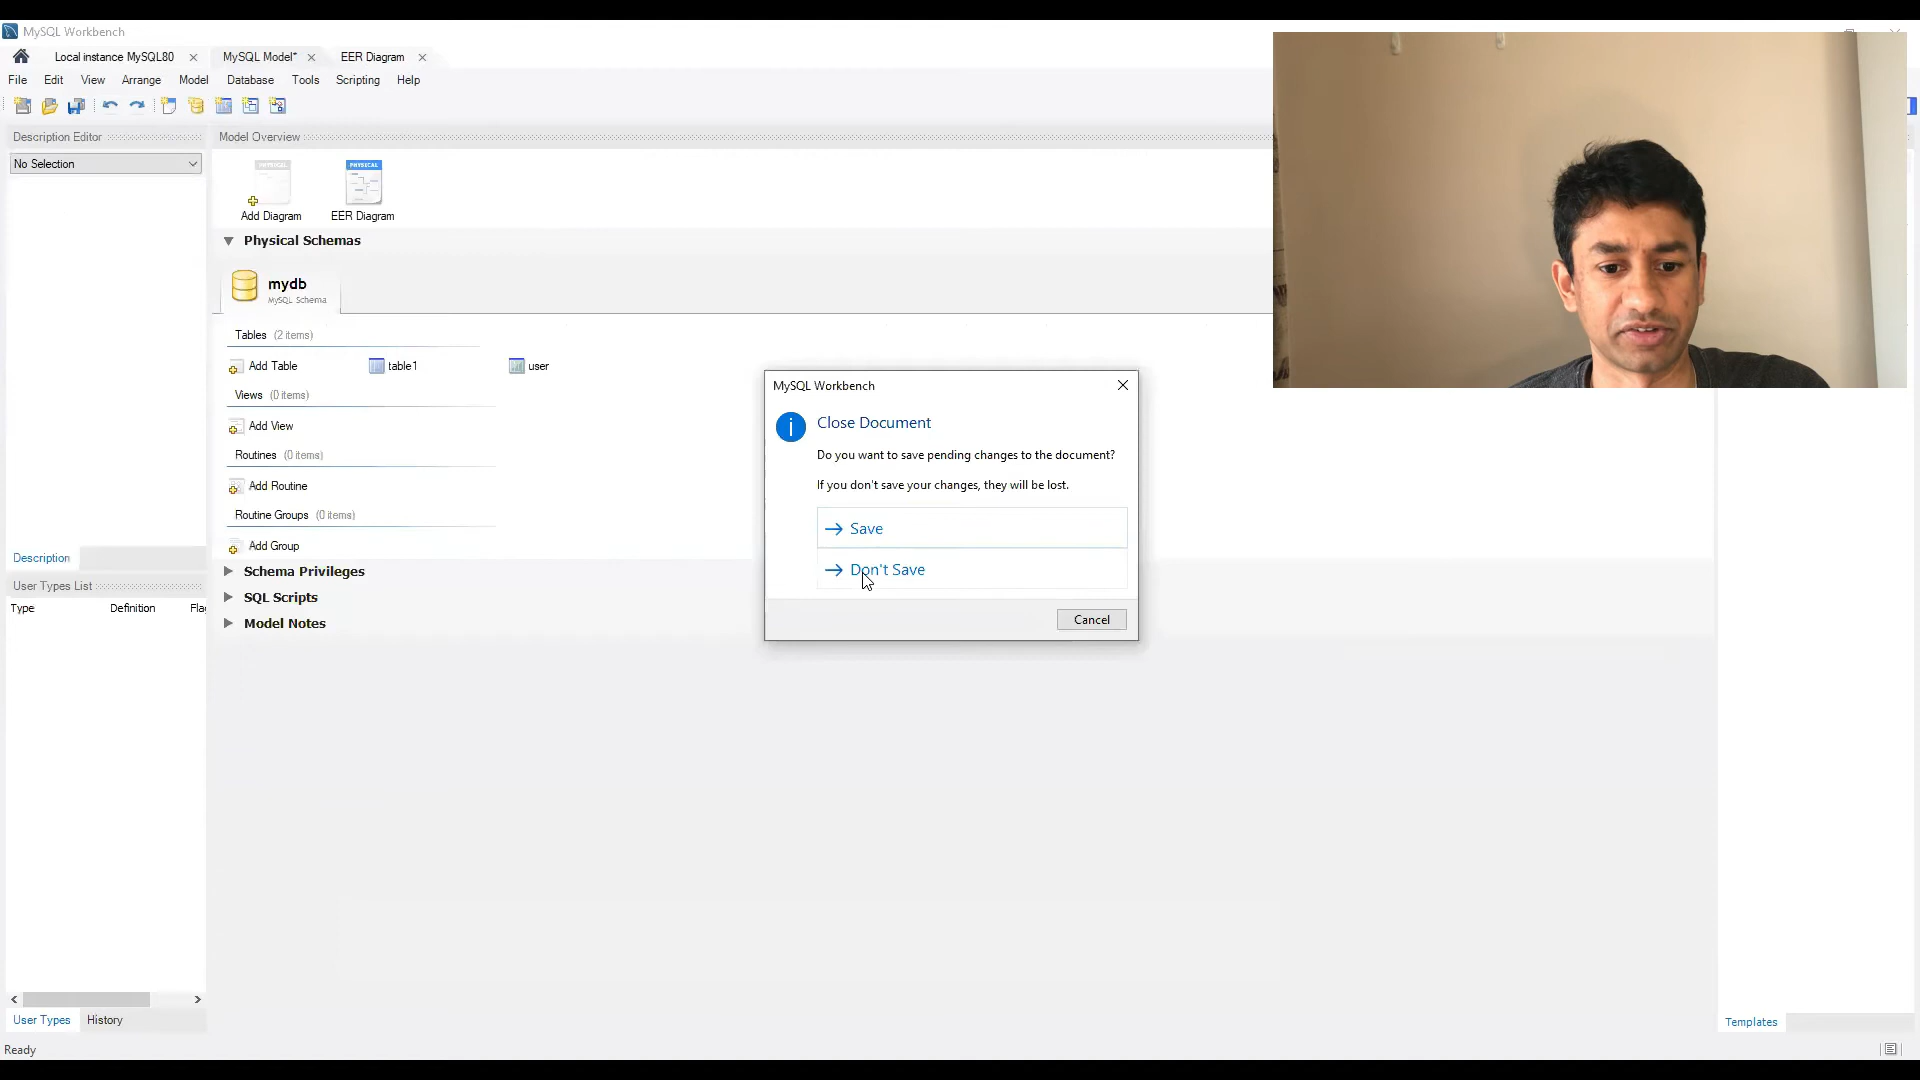 MySQL Workbench
Local instance MySQL80
MySQL Model*
EER Diagram
File Edit View Arrange Model Database Tools Scripting Help
Description Editor
Model Overview
No Selection
PHYSICAL
PHYSICAL
Add Diagram
EER Diagram
Physical Schemas
mydb
MySQL Schema
Tables (2 items)
Add Table
table1
user
Views (0 items)
Add View
Routines (0 items)
Add Routine
Routine Groups (0 items)
Add Group
Schema Privileges
SQL Scripts
Model Notes
MySQL Workbench
Close Document
Do you want to save pending changes to the document?
If you don't save your changes, they will be lost.
Save
Don't Save
Cancel
Description
User Types List
Type Definition Flag
User Types
History
Templates
Ready